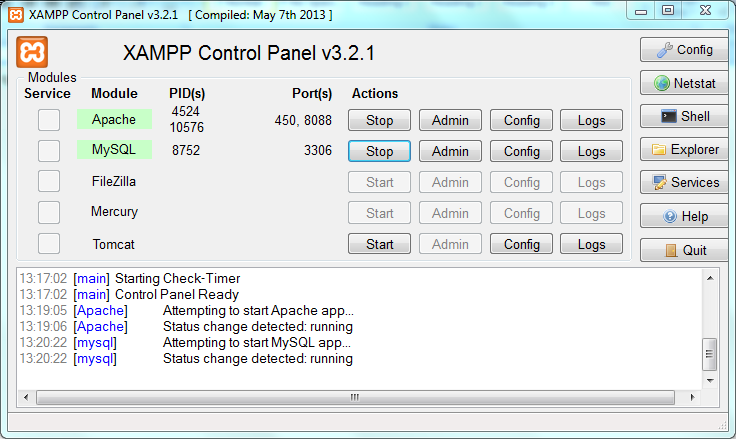 XAMPP Control Panel v3.2.1 [ Compiled: May 7th 2013 ]
XAMPP Control Panel v3.2.1
Config
Modules
Service Module PID(s) Port(s) Actions
Netstat
Apache 4524 10576 450, 8088 Stop Admin Config Logs
Shell
MySQL 8752 3306 Stop Admin Config Logs
Explorer
FileZilla Start Admin Config Logs
Services
Mercury Start Admin Config Logs
Help
Tomcat Start Admin Config Logs
Quit
13:17:02 [main] Starting Check-Timer
13:17:02 [main] Control Panel Ready
13:19:05 [Apache] Attempting to start Apache app...
13:19:06 [Apache] Status change detected: running
13:20:22 [mysql] Attempting to start MySQL app...
13:20:22 [mysql] Status change detected: running